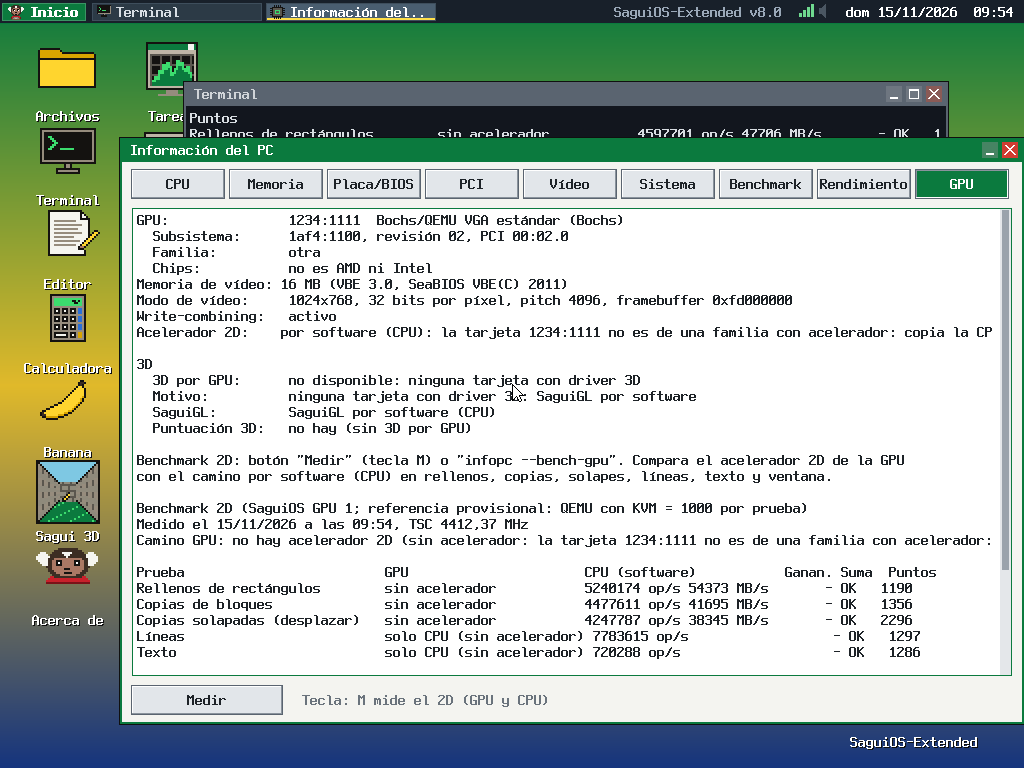 Inicio
Terminal
Información del..
SaguiOS-Extended v8.0
dom 15/11/2026
09:54
Archivos
Terminal
Editor
Calculadora
Banana
Sagui 3D
Acerca de
Terminal
Puntos
Rellenos de rectángulos sin acelerador 4597701 op/s 47706 MB/s - OK 1
Información del PC
CPU
Memoria
Placa/BIOS
PCI
Vídeo
Sistema
Benchmark
Rendimiento
GPU
GPU: 1234:1111 Bochs/QEMU VGA estándar (Bochs)
Subsistema: 1af4:1100, revisión 02, PCI 00:02.0
Familia: otra
Chips: no es AMD ni Intel
Memoria de vídeo: 16 MB (VBE 3.0, SeaBIOS VBE(C) 2011)
Modo de vídeo: 1024x768, 32 bits por píxel, pitch 4096, framebuffer 0xfd000000
Write-combining: activo
Acelerador 2D: por software (CPU): la tarjeta 1234:1111 no es de una familia con acelerador: copia la CP
3D
3D por GPU: no disponible: ninguna tarjeta con driver 3D
Motivo: ninguna tarjeta con driver 3D: SaguiGL por software
SaguiGL: SaguiGL por software (CPU)
Puntuación 3D: no hay (sin 3D por GPU)
Benchmark 2D: botón "Medir" (tecla M) o "infopc --bench-gpu". Compara el acelerador 2D de la GPU
con el camino por software (CPU) en rellenos, copias, solapes, líneas, texto y ventana.
Benchmark 2D (SaguiOS GPU 1; referencia provisional: QEMU con KVM = 1000 por prueba)
Medido el 15/11/2026 a las 09:54, TSC 4412,37 MHz
Camino GPU: no hay acelerador 2D (sin acelerador: la tarjeta 1234:1111 no es de una familia con acelerador:
Prueba GPU CPU (software) Ganan. Suma Puntos
Rellenos de rectángulos sin acelerador 5240174 op/s 54373 MB/s - OK 1190
Copias de bloques sin acelerador 4477611 op/s 41695 MB/s - OK 1356
Copias solapadas (desplazar) sin acelerador 4247787 op/s 38345 MB/s - OK 2296
Líneas solo CPU (sin acelerador) 7783615 op/s - OK 1297
Texto solo CPU (sin acelerador) 720288 op/s - OK 1286
Medir
Tecla: M mide el 2D (GPU y CPU)
SaguiOS-Extended